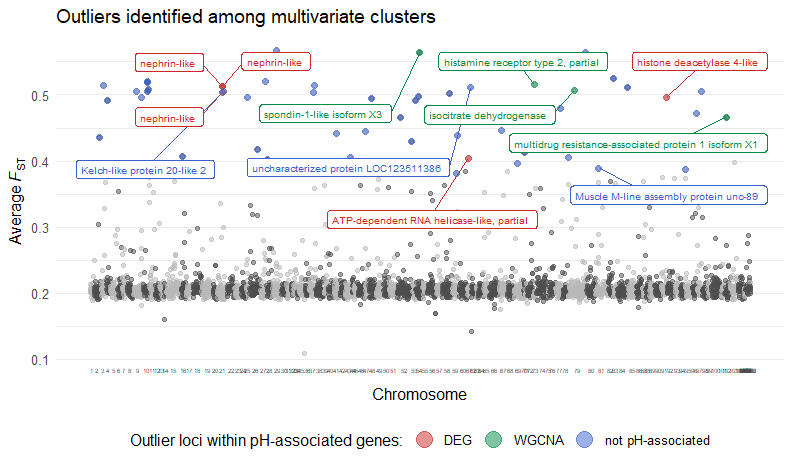 Outliers identified among multivariate clusters
nephrin-like
nephrin-like
histamine receptor type 2, partial
histone deacetylase 4-like
nephrin-like
spondin-1-like isoform X3
isocitrate dehydrogenase
multidrug resistance-associated protein 1 isoform X1
Kelch-like protein 20-like 2
uncharacterized protein LOC123511386
Muscle M-line assembly protein unc-89
ATP-dependent RNA helicase-like, partial
Average FST
0.5
0.4
0.3
0.2
0.1
Chromosome
Outlier loci within pH-associated genes:
DEG
WGCNA
not pH-associated